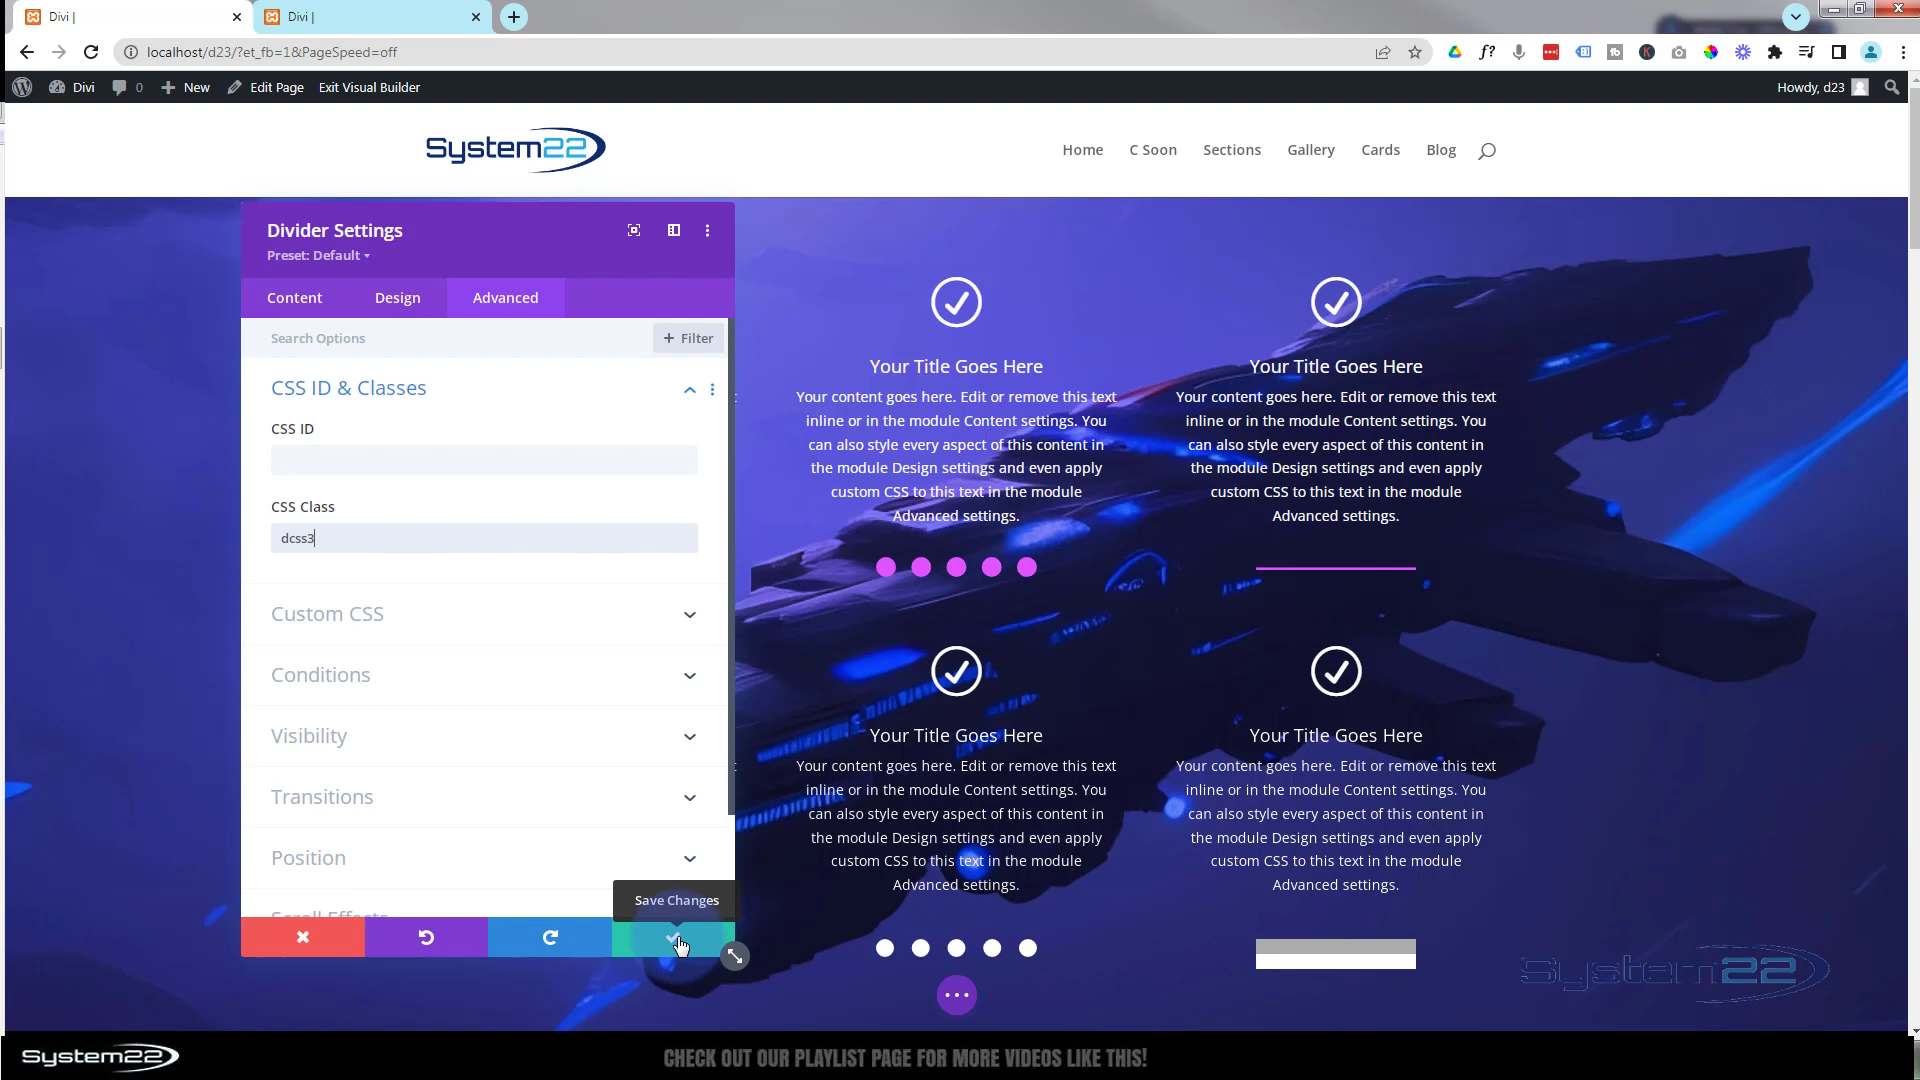 Divi |
Divi |
localhost/d23/?et_fb=1&PageSpeed=off
Divi
0
New
Edit Page
Exit Visual Builder
Howdy, d23
System22
Home
C Soon
Sections
Gallery
Cards
Blog
Divider Settings
Preset: Default
Content
Design
Advanced
Search Options
+ Filter
CSS ID & Classes
CSS ID
CSS Class
dcss3
Custom CSS
Conditions
Visibility
Transitions
Position
Scroll Effects
Save Changes
Your Title Goes Here
Your content goes here. Edit or remove this text
inline or in the module Content settings. You
can also style every aspect of this content in
the module Design settings and even apply
custom CSS to this text in the module
Advanced settings.
Your Title Goes Here
Your content goes here. Edit or remove this text
inline or in the module Content settings. You
can also style every aspect of this content in
the module Design settings and even apply
custom CSS to this text in the module
Advanced settings.
Your Title Goes Here
Your content goes here. Edit or remove this text
inline or in the module Content settings. You
can also style every aspect of this content in
the module Design settings and even apply
custom CSS to this text in the module
Advanced settings.
Your Title Goes Here
Your content goes here. Edit or remove this text
inline or in the module Content settings. You
can also style every aspect of this content in
the module Design settings and even apply
custom CSS to this text in the module
Advanced settings.
System22
System22
CHECK OUT OUR PLAYLIST PAGE FOR MORE VIDEOS LIKE THIS!